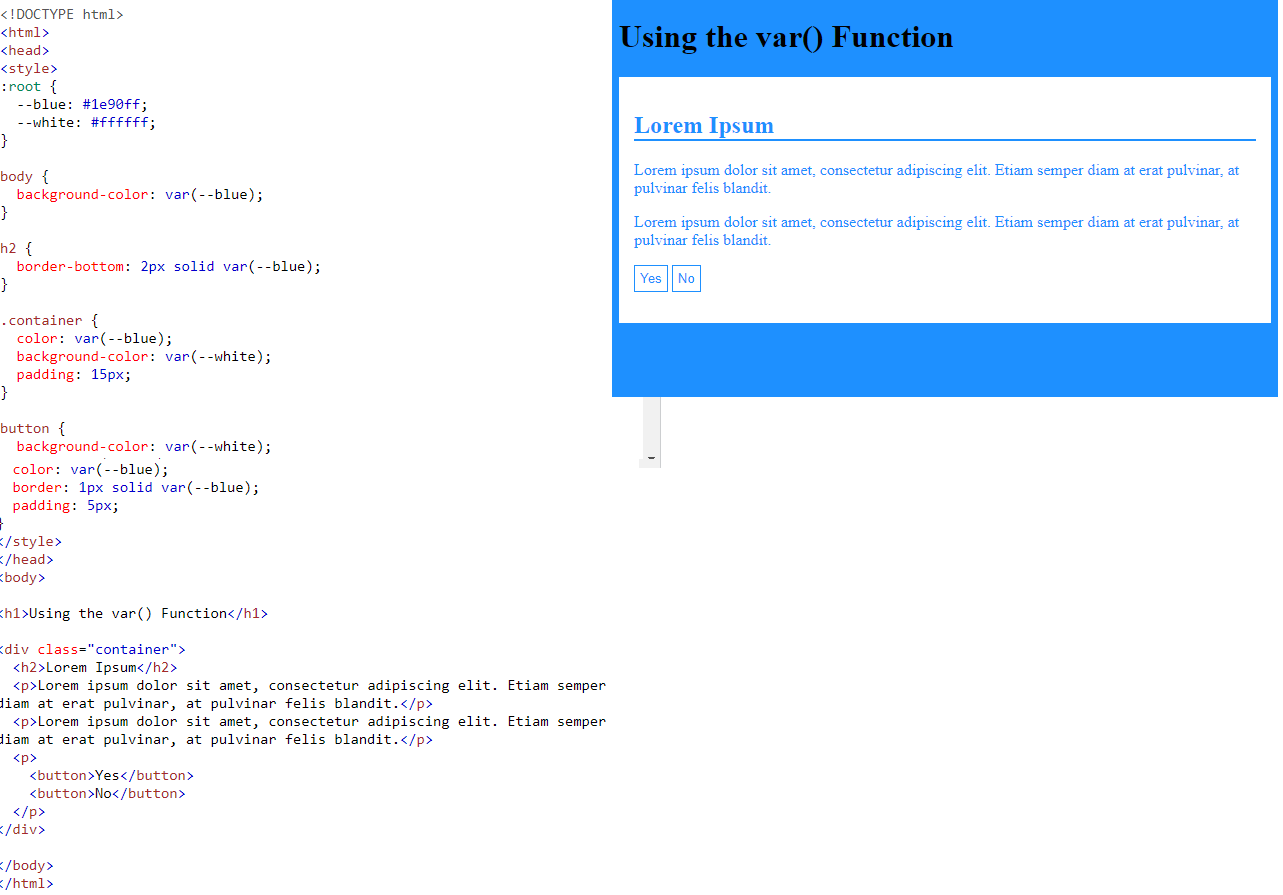 <!DOCTYPE html>
<html>
<head>
<style>
:root {
  --blue: #1e90ff;
  --white: #ffffff;
}

body {
  background-color: var(--blue);
}

h2 {
  border-bottom: 2px solid var(--blue);
}

.container {
  color: var(--blue);
  background-color: var(--white);
  padding: 15px;
}

button {
  background-color: var(--white);
  color: var(--blue);
  border: 1px solid var(--blue);
  padding: 5px;
}
</style>
</head>
<body>

<h1>Using the var() Function</h1>

<div class="container">
  <h2>Lorem Ipsum</h2>
  <p>Lorem ipsum dolor sit amet, consectetur adipiscing elit. Etiam semper
diam at erat pulvinar, at pulvinar felis blandit.</p>
  <p>Lorem ipsum dolor sit amet, consectetur adipiscing elit. Etiam semper
diam at erat pulvinar, at pulvinar felis blandit.</p>
  <p>
    <button>Yes</button>
    <button>No</button>
  </p>
</div>

</body>
</html>
Using the var() Function
Lorem Ipsum
Lorem ipsum dolor sit amet, consectetur adipiscing elit. Etiam semper diam at erat pulvinar, at
pulvinar felis blandit.
Lorem ipsum dolor sit amet, consectetur adipiscing elit. Etiam semper diam at erat pulvinar, at
pulvinar felis blandit.
Yes No